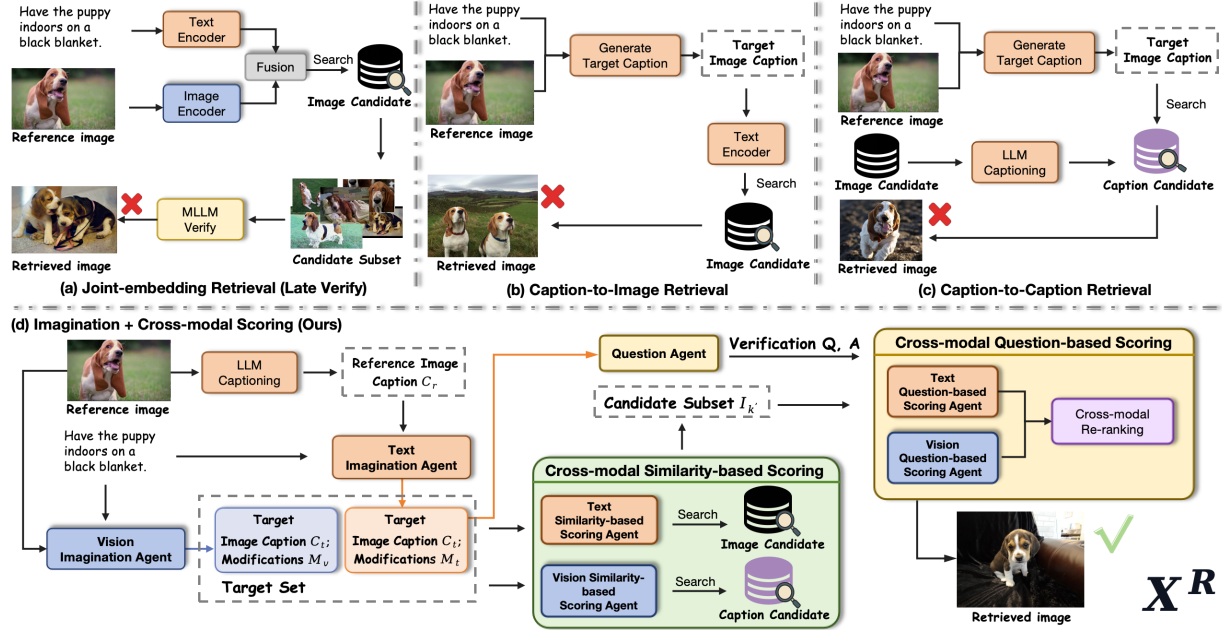 Have the puppy
indoors on a
black blanket.
Text
Encoder
Fusion
Search
Image
Encoder
Reference image
Image Candidate
MLLM
Verify
Retrieved image
Candidate Subset
(a) Joint-embedding Retrieval (Late Verify)
Have the puppy
indoors on a
black blanket.
Generate
Target Caption
Target
Image Caption
Reference image
Text
Encoder
Search
Retrieved image
Image Candidate
(b) Caption-to-Image Retrieval
Have the puppy
indoors on a
black blanket.
Generate
Target Caption
Target
Image Caption
Reference image
Search
LLM
Captioning
Image Candidate
Caption Candidate
Retrieved image
(c) Caption-to-Caption Retrieval
(d) Imagination + Cross-modal Scoring (Ours)
Reference image
LLM
Captioning
Reference Image
Caption C_r
Have the puppy
indoors on a
black blanket.
Text
Imagination Agent
Vision
Imagination Agent
Target
Image Caption C_t;
Modifications M_v
Target
Image Caption C_t;
Modifications M_t
Target Set
Question Agent
Verification Q, A
Candidate Subset I_k′
Cross-modal Similarity-based Scoring
Text
Similarity-based
Scoring Agent
Search
Image Candidate
Vision Similarity-
based
Scoring Agent
Search
Caption Candidate
Cross-modal Question-based Scoring
Text
Question-based
Scoring Agent
Vision
Question-based
Scoring Agent
Cross-modal
Re-ranking
Retrieved image
X^R